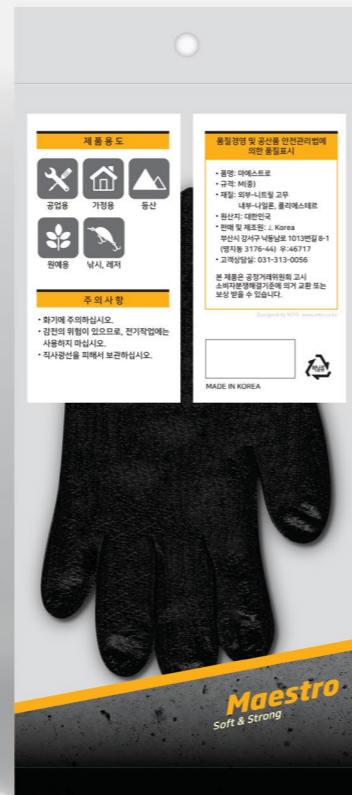 제품용도
공업용
가정용
등산
원예용
낚시, 레저
주의사항
• 화기에 주의하십시오.
• 감전의 위험이 있으므로, 전기작업에는
사용하지 마십시오.
• 직사광선을 피해서 보관하십시오.
품질경영 및 공산품 안전관리법에
의한 품질표시
• 품명: 마에스트로
• 규격: M(중)
• 재질: 외부-니트릴 고무
내부-나일론, 폴리에스테르
• 원산지: 대한민국
• 판매 및 제조원: J. Korea
부산시 강서구 낙동남로 1013번길 8-1
(명지동 3176-44) 우:46717
• 고객상담실: 031-313-0056
본 제품은 공정거래위원회 고시
소비자분쟁해결기준에 의거 교환 또는
보상 받을 수 있습니다.
MADE IN KOREA
Maestro
Soft & Strong